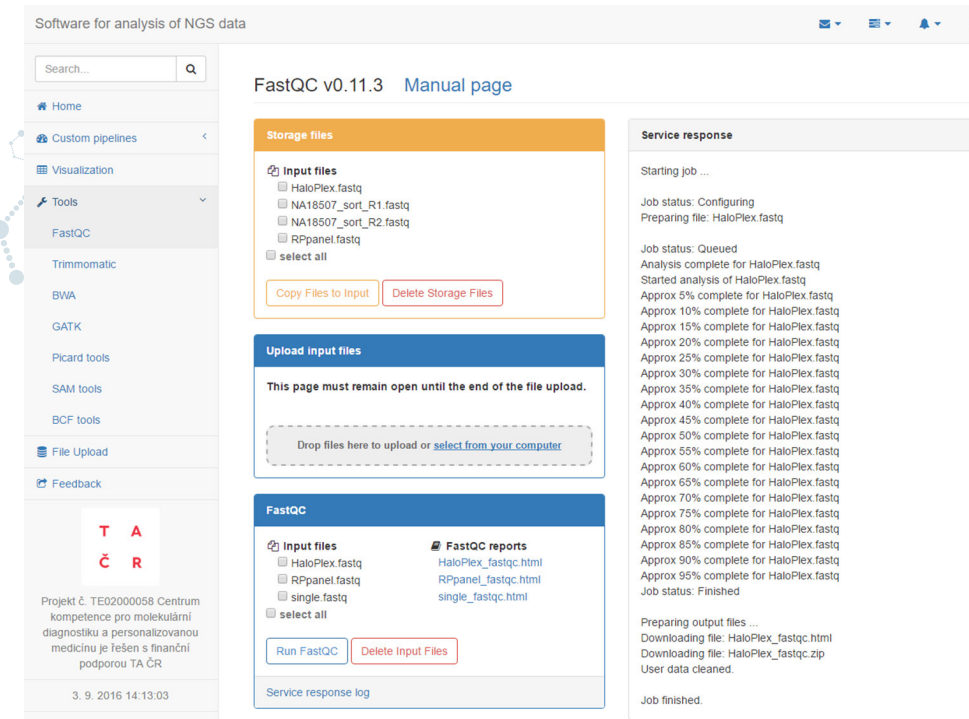 Software for analysis of NGS data
Search...
Home
Custom pipelines
Visualization
Tools
FastQC
Trimmomatic
BWA
GATK
Picard tools
SAM tools
BCF tools
File Upload
Feedback
T A
Č R
Projekt č. TE02000058 Centrum
kompetence pro molekulární
diagnostiku a personalizovanou
medicínu je řešen s finanční
podporou TA ČR
3. 9. 2016 14:13:03
FastQC v0.11.3 Manual page
Storage files
Input files
HaloPlex.fastq
NA18507_sort_R1.fastq
NA18507_sort_R2.fastq
RPpanel.fastq
select all
Copy Files to Input Delete Storage Files
Upload input files
This page must remain open until the end of the file upload.
Drop files here to upload or select from your computer
FastQC
Input files
HaloPlex.fastq
RPpanel.fastq
single.fastq
select all
FastQC reports
HaloPlex_fastqc.html
RPpanel_fastqc.html
single_fastqc.html
Run FastQC Delete Input Files
Service response log
Service response
Starting job ...
Job status: Configuring
Preparing file: HaloPlex.fastq
Job status: Queued
Analysis complete for HaloPlex.fastq
Started analysis of HaloPlex.fastq
Approx 5% complete for HaloPlex.fastq
Approx 10% complete for HaloPlex.fastq
Approx 15% complete for HaloPlex.fastq
Approx 20% complete for HaloPlex.fastq
Approx 25% complete for HaloPlex.fastq
Approx 30% complete for HaloPlex.fastq
Approx 35% complete for HaloPlex.fastq
Approx 40% complete for HaloPlex.fastq
Approx 45% complete for HaloPlex.fastq
Approx 50% complete for HaloPlex.fastq
Approx 55% complete for HaloPlex.fastq
Approx 60% complete for HaloPlex.fastq
Approx 65% complete for HaloPlex.fastq
Approx 70% complete for HaloPlex.fastq
Approx 75% complete for HaloPlex.fastq
Approx 80% complete for HaloPlex.fastq
Approx 85% complete for HaloPlex.fastq
Approx 90% complete for HaloPlex.fastq
Approx 95% complete for HaloPlex.fastq
Job status: Finished
Preparing output files ...
Downloading file: HaloPlex_fastqc.html
Downloading file: HaloPlex_fastqc.zip
User data cleaned.
Job finished.